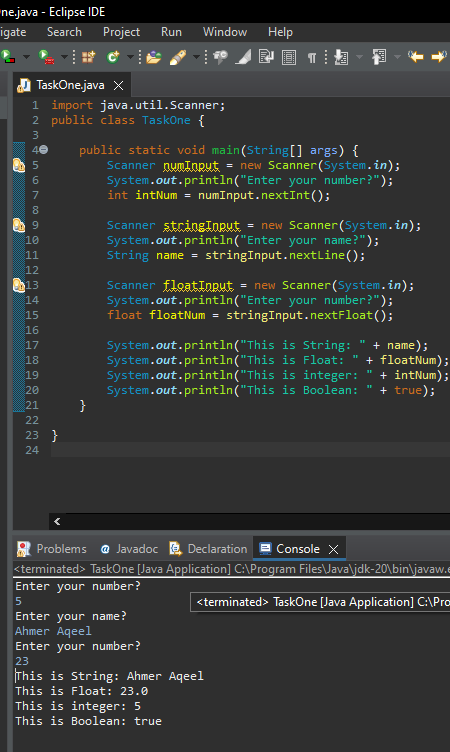 ne.java - Eclipse IDE
igate Search Project Run Window Help
TaskOne.java
1 import java.util.Scanner;
2 public class TaskOne {
3
4 public static void main(String[] args) {
5 Scanner numInput = new Scanner(System.in);
6 System.out.println("Enter your number?");
7 int intNum = numInput.nextInt();
8
9 Scanner stringInput = new Scanner(System.in);
10 System.out.println("Enter your name?");
11 String name = stringInput.nextLine();
12
13 Scanner floatInput = new Scanner(System.in);
14 System.out.println("Enter your number?");
15 float floatNum = stringInput.nextFloat();
16
17 System.out.println("This is String: " + name);
18 System.out.println("This is Float: " + floatNum);
19 System.out.println("This is integer: " + intNum);
20 System.out.println("This is Boolean: " + true);
21 }
22
23 }
24
Problems Javadoc Declaration Console
<terminated> TaskOne [Java Application] C:\Program Files\Java\jdk-20\bin\javaw.e
Enter your number?
5
<terminated> TaskOne [Java Application] C:\Pro
Enter your name?
Ahmer Aqeel
Enter your number?
23
This is String: Ahmer Aqeel
This is Float: 23.0
This is integer: 5
This is Boolean: true